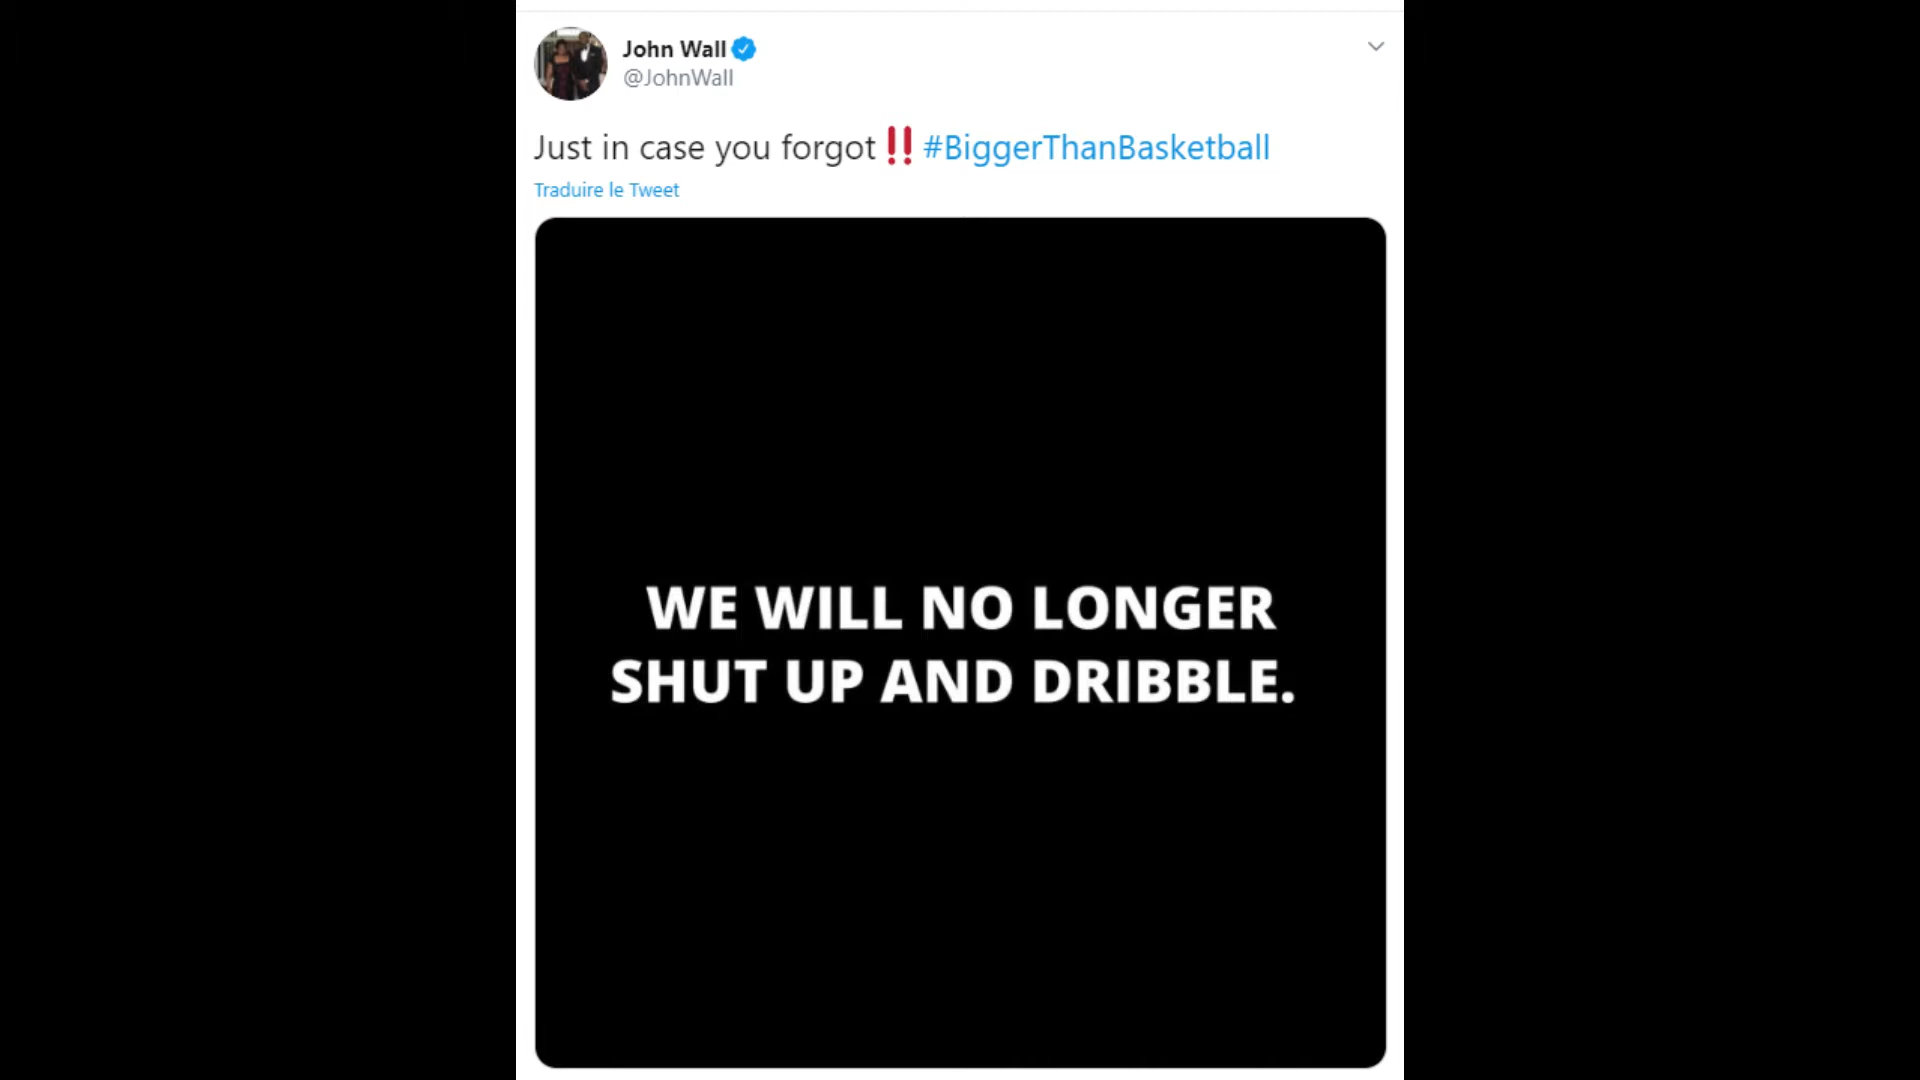 John Wall
@JohnWall
Just in case you forgot‼️ #BiggerThanBasketball
Traduire le Tweet
WE WILL NO LONGER
SHUT UP AND DRIBBLE.